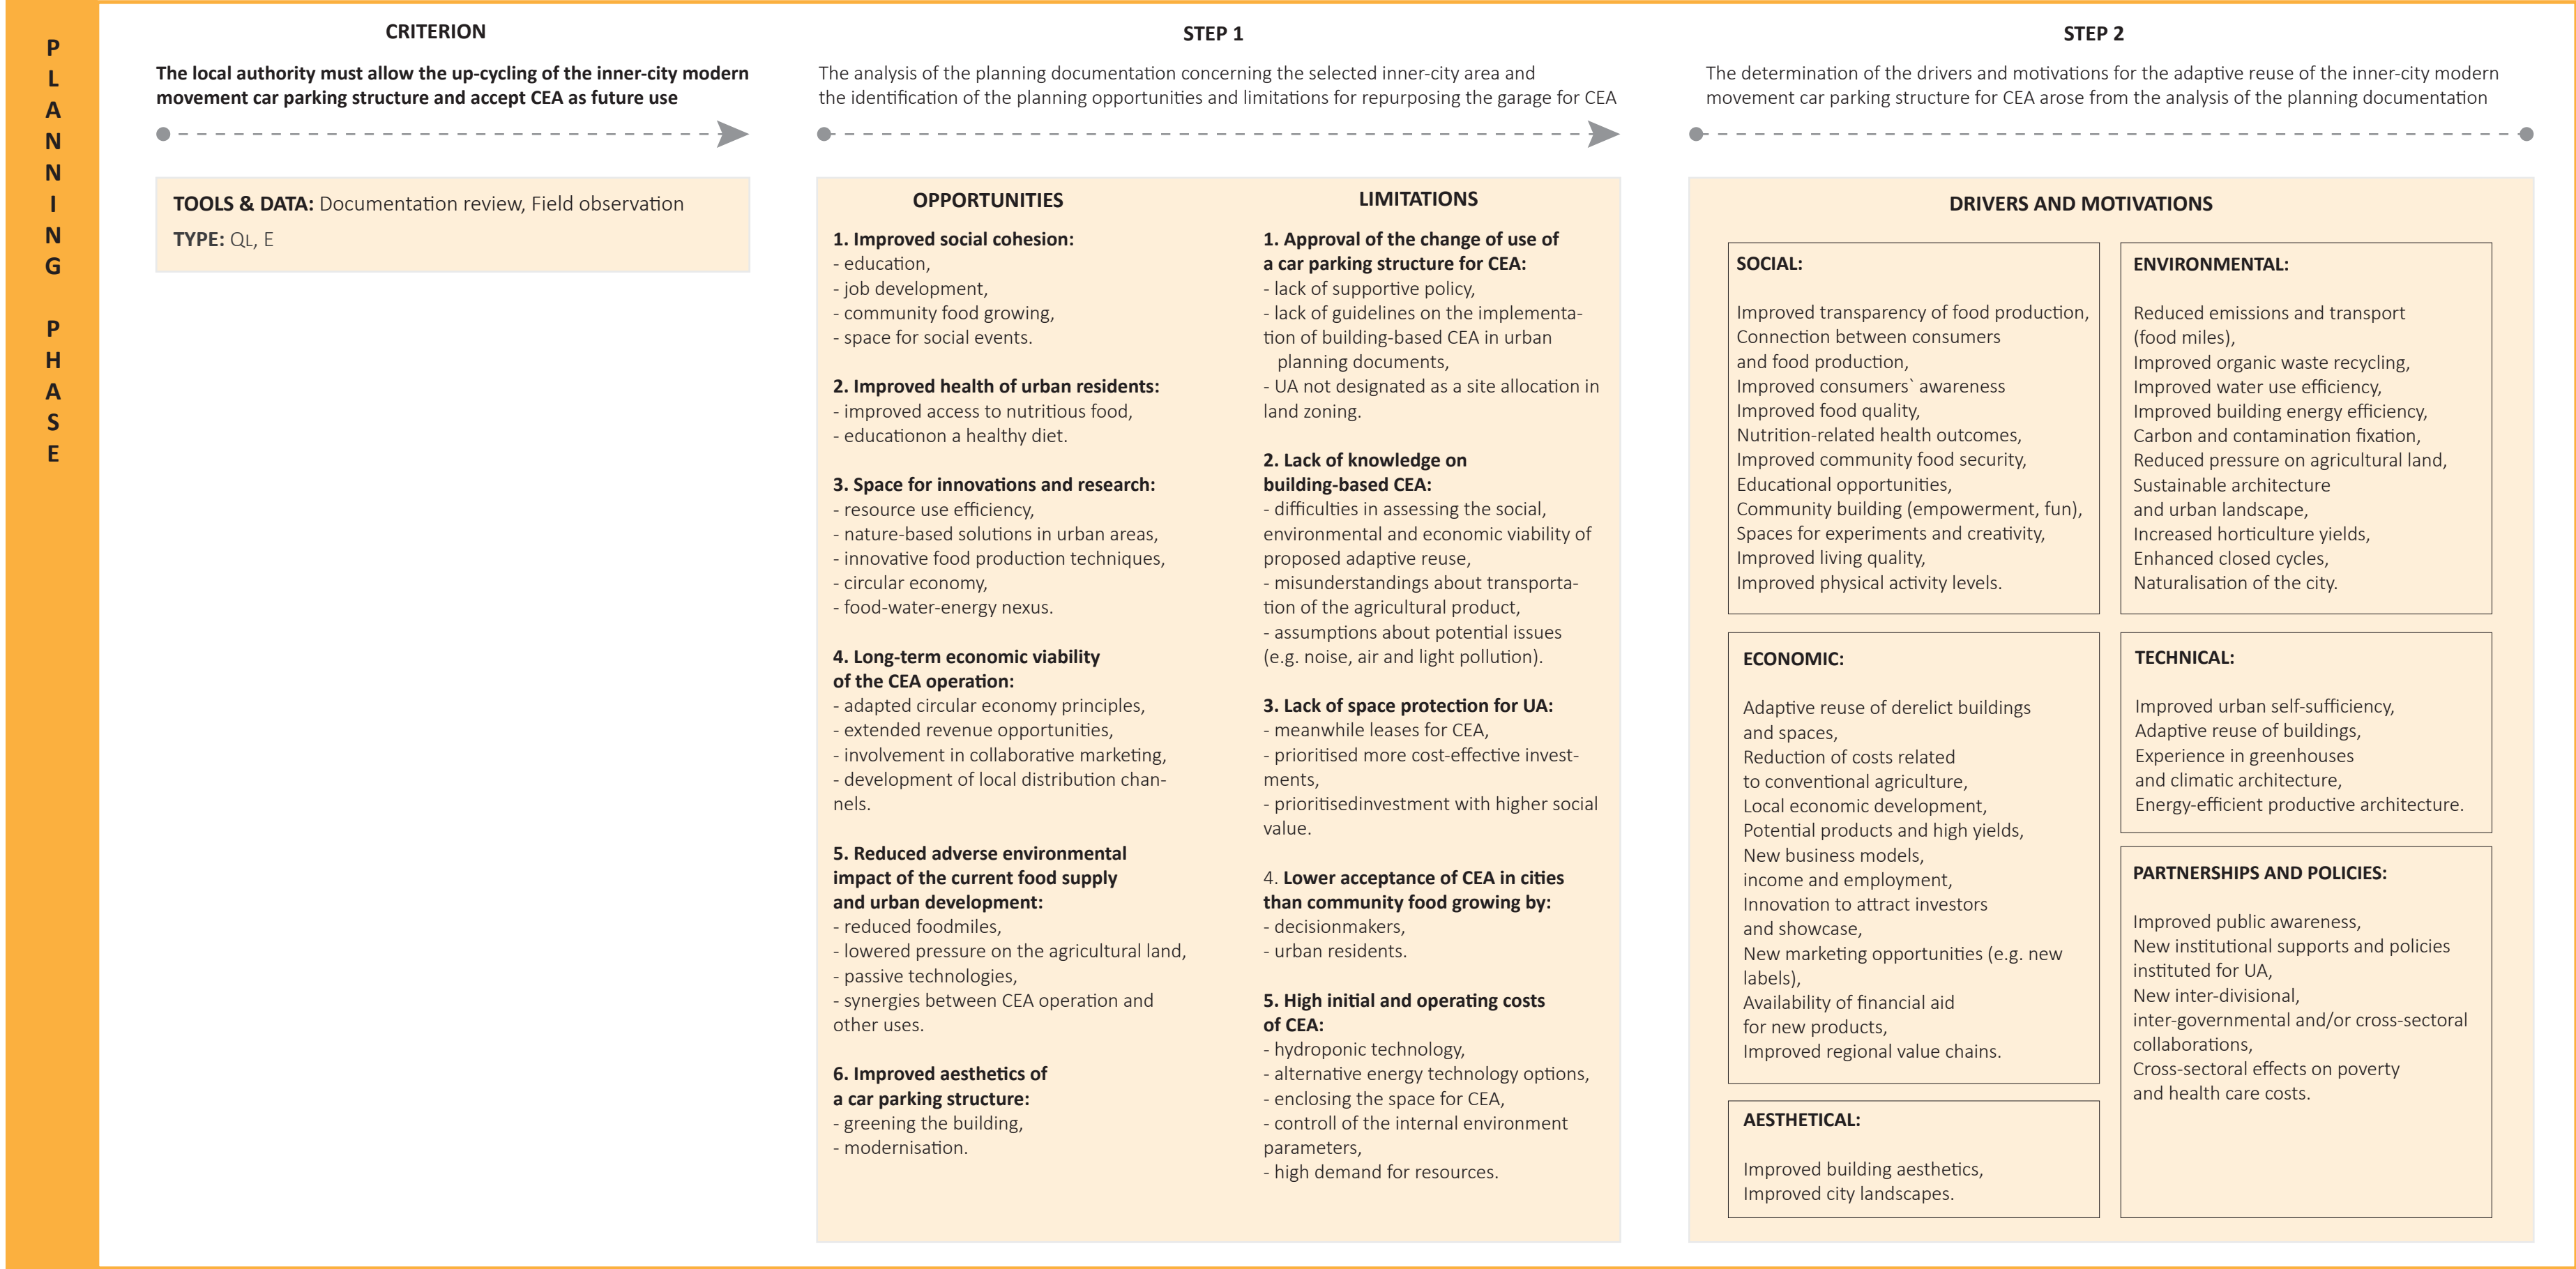 PLANNING PHASE
CRITERION
The local authority must allow the up-cycling of the inner-city modern
movement car parking structure and accept CEA as future use
TOOLS & DATA: Documentation review, Field observation
TYPE: QL, E
STEP 1
The analysis of the planning documentation concerning the selected inner-city area and
the identification of the planning opportunities and limitations for repurposing the garage for CEA
OPPORTUNITIES
1. Improved social cohesion:
- education,
- job development,
- community food growing,
- space for social events.
2. Improved health of urban residents:
- improved access to nutritious food,
- educationon a healthy diet.
3. Space for innovations and research:
- resource use efficiency,
- nature-based solutions in urban areas,
- innovative food production techniques,
- circular economy,
- food-water-energy nexus.
4. Long-term economic viability
of the CEA operation:
- adapted circular economy principles,
- extended revenue opportunities,
- involvement in collaborative marketing,
- development of local distribution chan-
nels.
5. Reduced adverse environmental
impact of the current food supply
and urban development:
- reduced foodmiles,
- lowered pressure on the agricultural land,
- passive technologies,
- synergies between CEA operation and
other uses.
6. Improved aesthetics of
a car parking structure:
- greening the building,
- modernisation.
LIMITATIONS
1. Approval of the change of use of
a car parking structure for CEA:
- lack of supportive policy,
- lack of guidelines on the implementa-
tion of building-based CEA in urban
planning documents,
- UA not designated as a site allocation in
land zoning.
2. Lack of knowledge on
building-based CEA:
- difficulties in assessing the social,
environmental and economic viability of
proposed adaptive reuse,
- misunderstandings about transporta-
tion of the agricultural product,
- assumptions about potential issues
(e.g. noise, air and light pollution).
3. Lack of space protection for UA:
- meanwhile leases for CEA,
- prioritised more cost-effective invest-
ments,
- prioritisedinvestment with higher social
value.
4. Lower acceptance of CEA in cities
than community food growing by:
- decisionmakers,
- urban residents.
5. High initial and operating costs
of CEA:
- hydroponic technology,
- alternative energy technology options,
- enclosing the space for CEA,
- controll of the internal environment
parameters,
- high demand for resources.
STEP 2
The determination of the drivers and motivations for the adaptive reuse of the inner-city modern
movement car parking structure for CEA arose from the analysis of the planning documentation
DRIVERS AND MOTIVATIONS
SOCIAL:
Improved transparency of food production,
Connection between consumers
and food production,
Improved consumers` awareness
Improved food quality,
Nutrition-related health outcomes,
Improved community food security,
Educational opportunities,
Community building (empowerment, fun),
Spaces for experiments and creativity,
Improved living quality,
Improved physical activity levels.
ENVIRONMENTAL:
Reduced emissions and transport
(food miles),
Improved organic waste recycling,
Improved water use efficiency,
Improved building energy efficiency,
Carbon and contamination fixation,
Reduced pressure on agricultural land,
Sustainable architecture
and urban landscape,
Increased horticulture yields,
Enhanced closed cycles,
Naturalisation of the city.
ECONOMIC:
Adaptive reuse of derelict buildings
and spaces,
Reduction of costs related
to conventional agriculture,
Local economic development,
Potential products and high yields,
New business models,
income and employment,
Innovation to attract investors
and showcase,
New marketing opportunities (e.g. new
labels),
Availability of financial aid
for new products,
Improved regional value chains.
TECHNICAL:
Improved urban self-sufficiency,
Adaptive reuse of buildings,
Experience in greenhouses
and climatic architecture,
Energy-efficient productive architecture.
PARTNERSHIPS AND POLICIES:
Improved public awareness,
New institutional supports and policies
instituted for UA,
New inter-divisional,
inter-governmental and/or cross-sectoral
collaborations,
Cross-sectoral effects on poverty
and health care costs.
AESTHETICAL:
Improved building aesthetics,
Improved city landscapes.